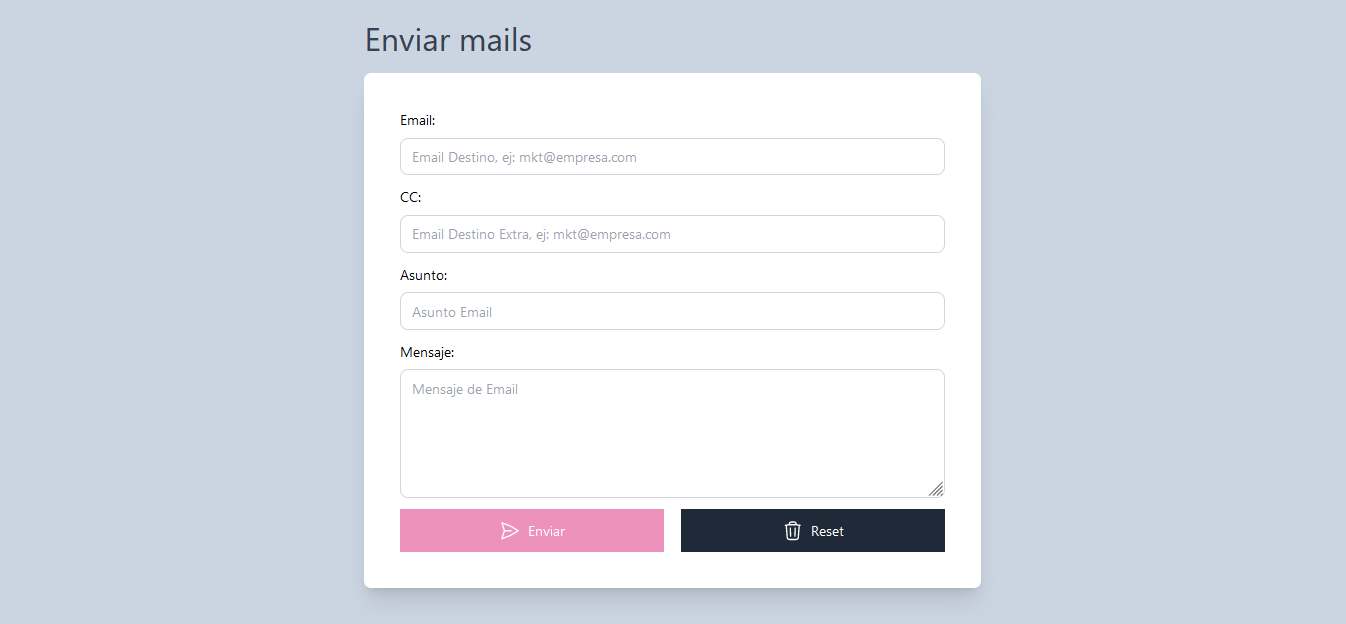 Enviar mails
Email:
Email Destino, ej: mkt@empresa.com
CC:
Email Destino Extra, ej: mkt@empresa.com
Asunto:
Asunto Email
Mensaje:
Mensaje de Email
Enviar
Reset